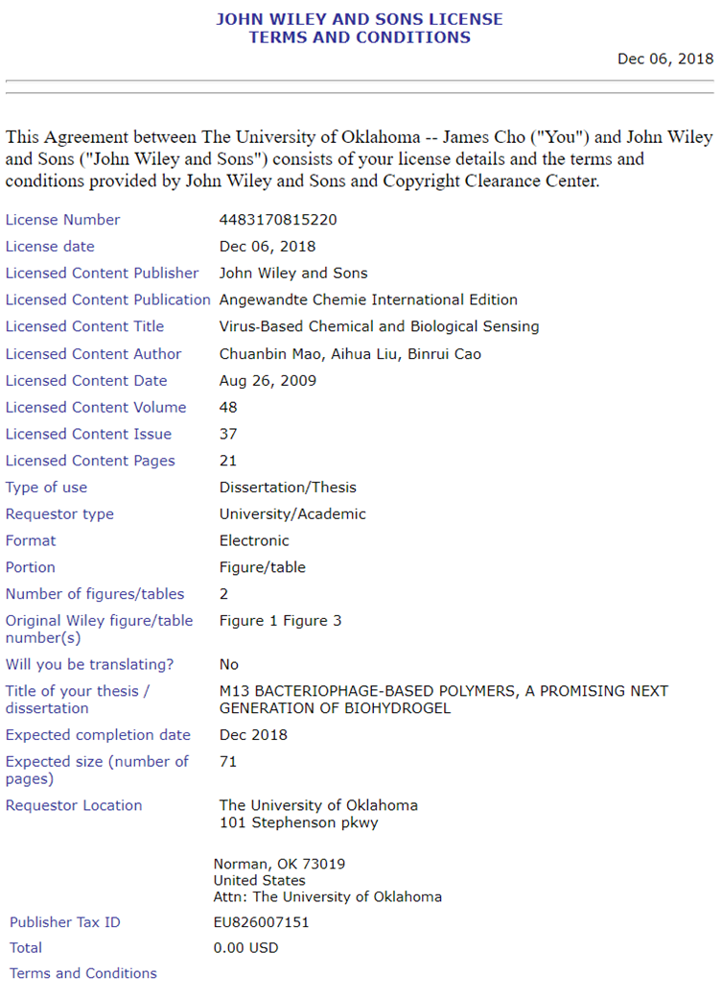 JOHN WILEY AND SONS LICENSE
TERMS AND CONDITIONS
Dec 06, 2018
This Agreement between The University of Oklahoma -- James Cho ("You") and John Wiley
and Sons ("John Wiley and Sons") consists of your license details and the terms and
conditions provided by John Wiley and Sons and Copyright Clearance Center.
License Number 4483170815220
License date Dec 06, 2018
Licensed Content Publisher John Wiley and Sons
Licensed Content Publication Angewandte Chemie International Edition
Licensed Content Title Virus-Based Chemical and Biological Sensing
Licensed Content Author Chuanbin Mao, Aihua Liu, Binrui Cao
Licensed Content Date Aug 26, 2009
Licensed Content Volume 48
Licensed Content Issue 37
Licensed Content Pages 21
Type of use Dissertation/Thesis
Requestor type University/Academic
Format Electronic
Portion Figure/table
Number of figures/tables 2
Original Wiley figure/table Figure 1 Figure 3
number(s)
Will you be translating? No
Title of your thesis / M13 BACTERIOPHAGE-BASED POLYMERS, A PROMISING NEXT
dissertation GENERATION OF BIOHYDROGEL
Expected completion date Dec 2018
Expected size (number of 71
pages)
Requestor Location The University of Oklahoma
101 Stephenson pkwy
Norman, OK 73019
United States
Attn: The University of Oklahoma
Publisher Tax ID EU826007151
Total 0.00 USD
Terms and Conditions